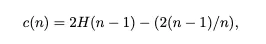 c(n) = 2H(n − 1) − (2(n − 1)/n),